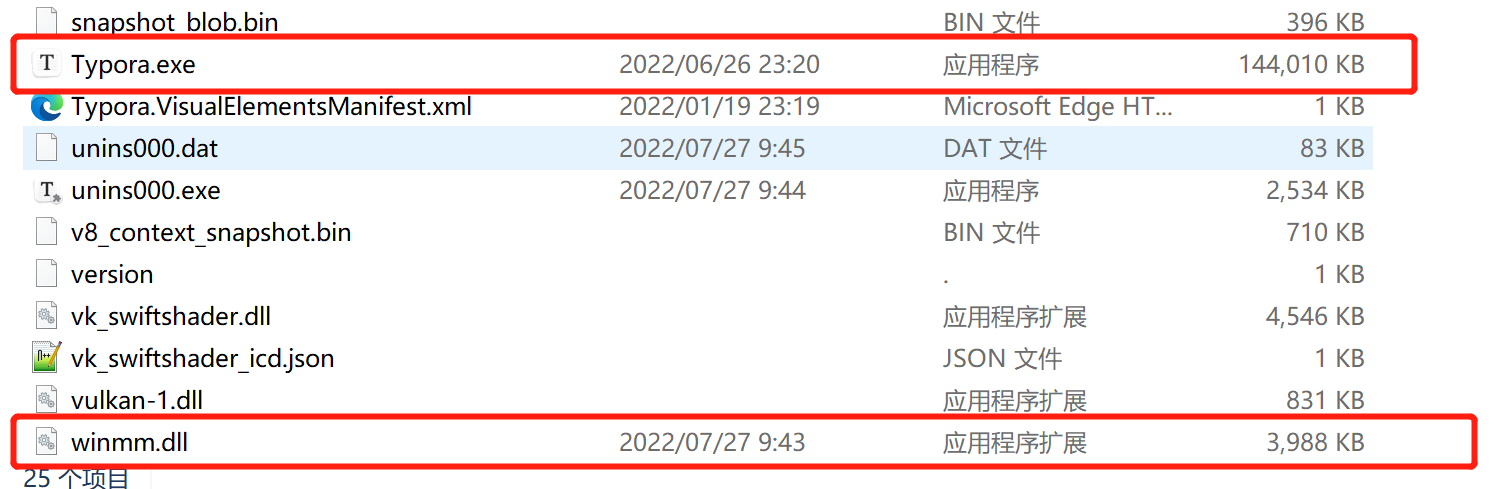 snapshot_blob.bin BIN 文件 396 KB
Typora.exe 2022/06/26 23:20 应用程序 144,010 KB
Typora.VisualElementsManifest.xml 2022/01/19 23:19 Microsoft Edge HT... 1 KB
unins000.dat 2022/07/27 9:45 DAT 文件 83 KB
unins000.exe 2022/07/27 9:44 应用程序 2,534 KB
v8_context_snapshot.bin BIN 文件 710 KB
version . 1 KB
vk_swiftshader.dll 应用程序扩展 4,546 KB
vk_swiftshader_icd.json JSON 文件 1 KB
vulkan-1.dll 应用程序扩展 831 KB
winmm.dll 2022/07/27 9:43 应用程序扩展 3,988 KB
25 个项目